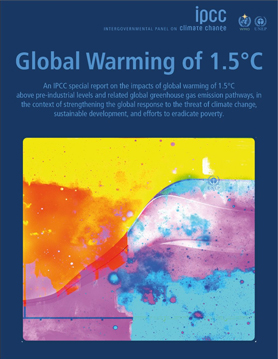 ipcc
INTERGOVERNMENTAL PANEL ON climate change
WMO UNEP
Global Warming of 1.5°C
An IPCC special report on the impacts of global warming of 1.5°C
above pre-industrial levels and related global greenhouse gas emission pathways, in
the context of strengthening the global response to the threat of climate change,
sustainable development, and efforts to eradicate poverty.